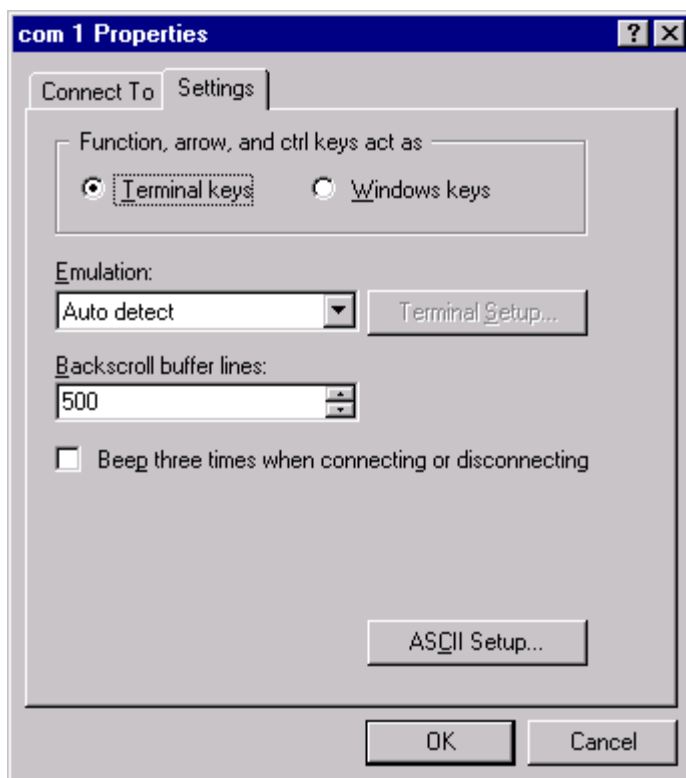 com 1 Properties
Connect To Settings
Function, arrow, and ctrl keys act as
Terminal keys Windows keys
Emulation:
Auto detect Terminal Setup...
Backscroll buffer lines:
500
Beep three times when connecting or disconnecting
ASCII Setup...
OK Cancel